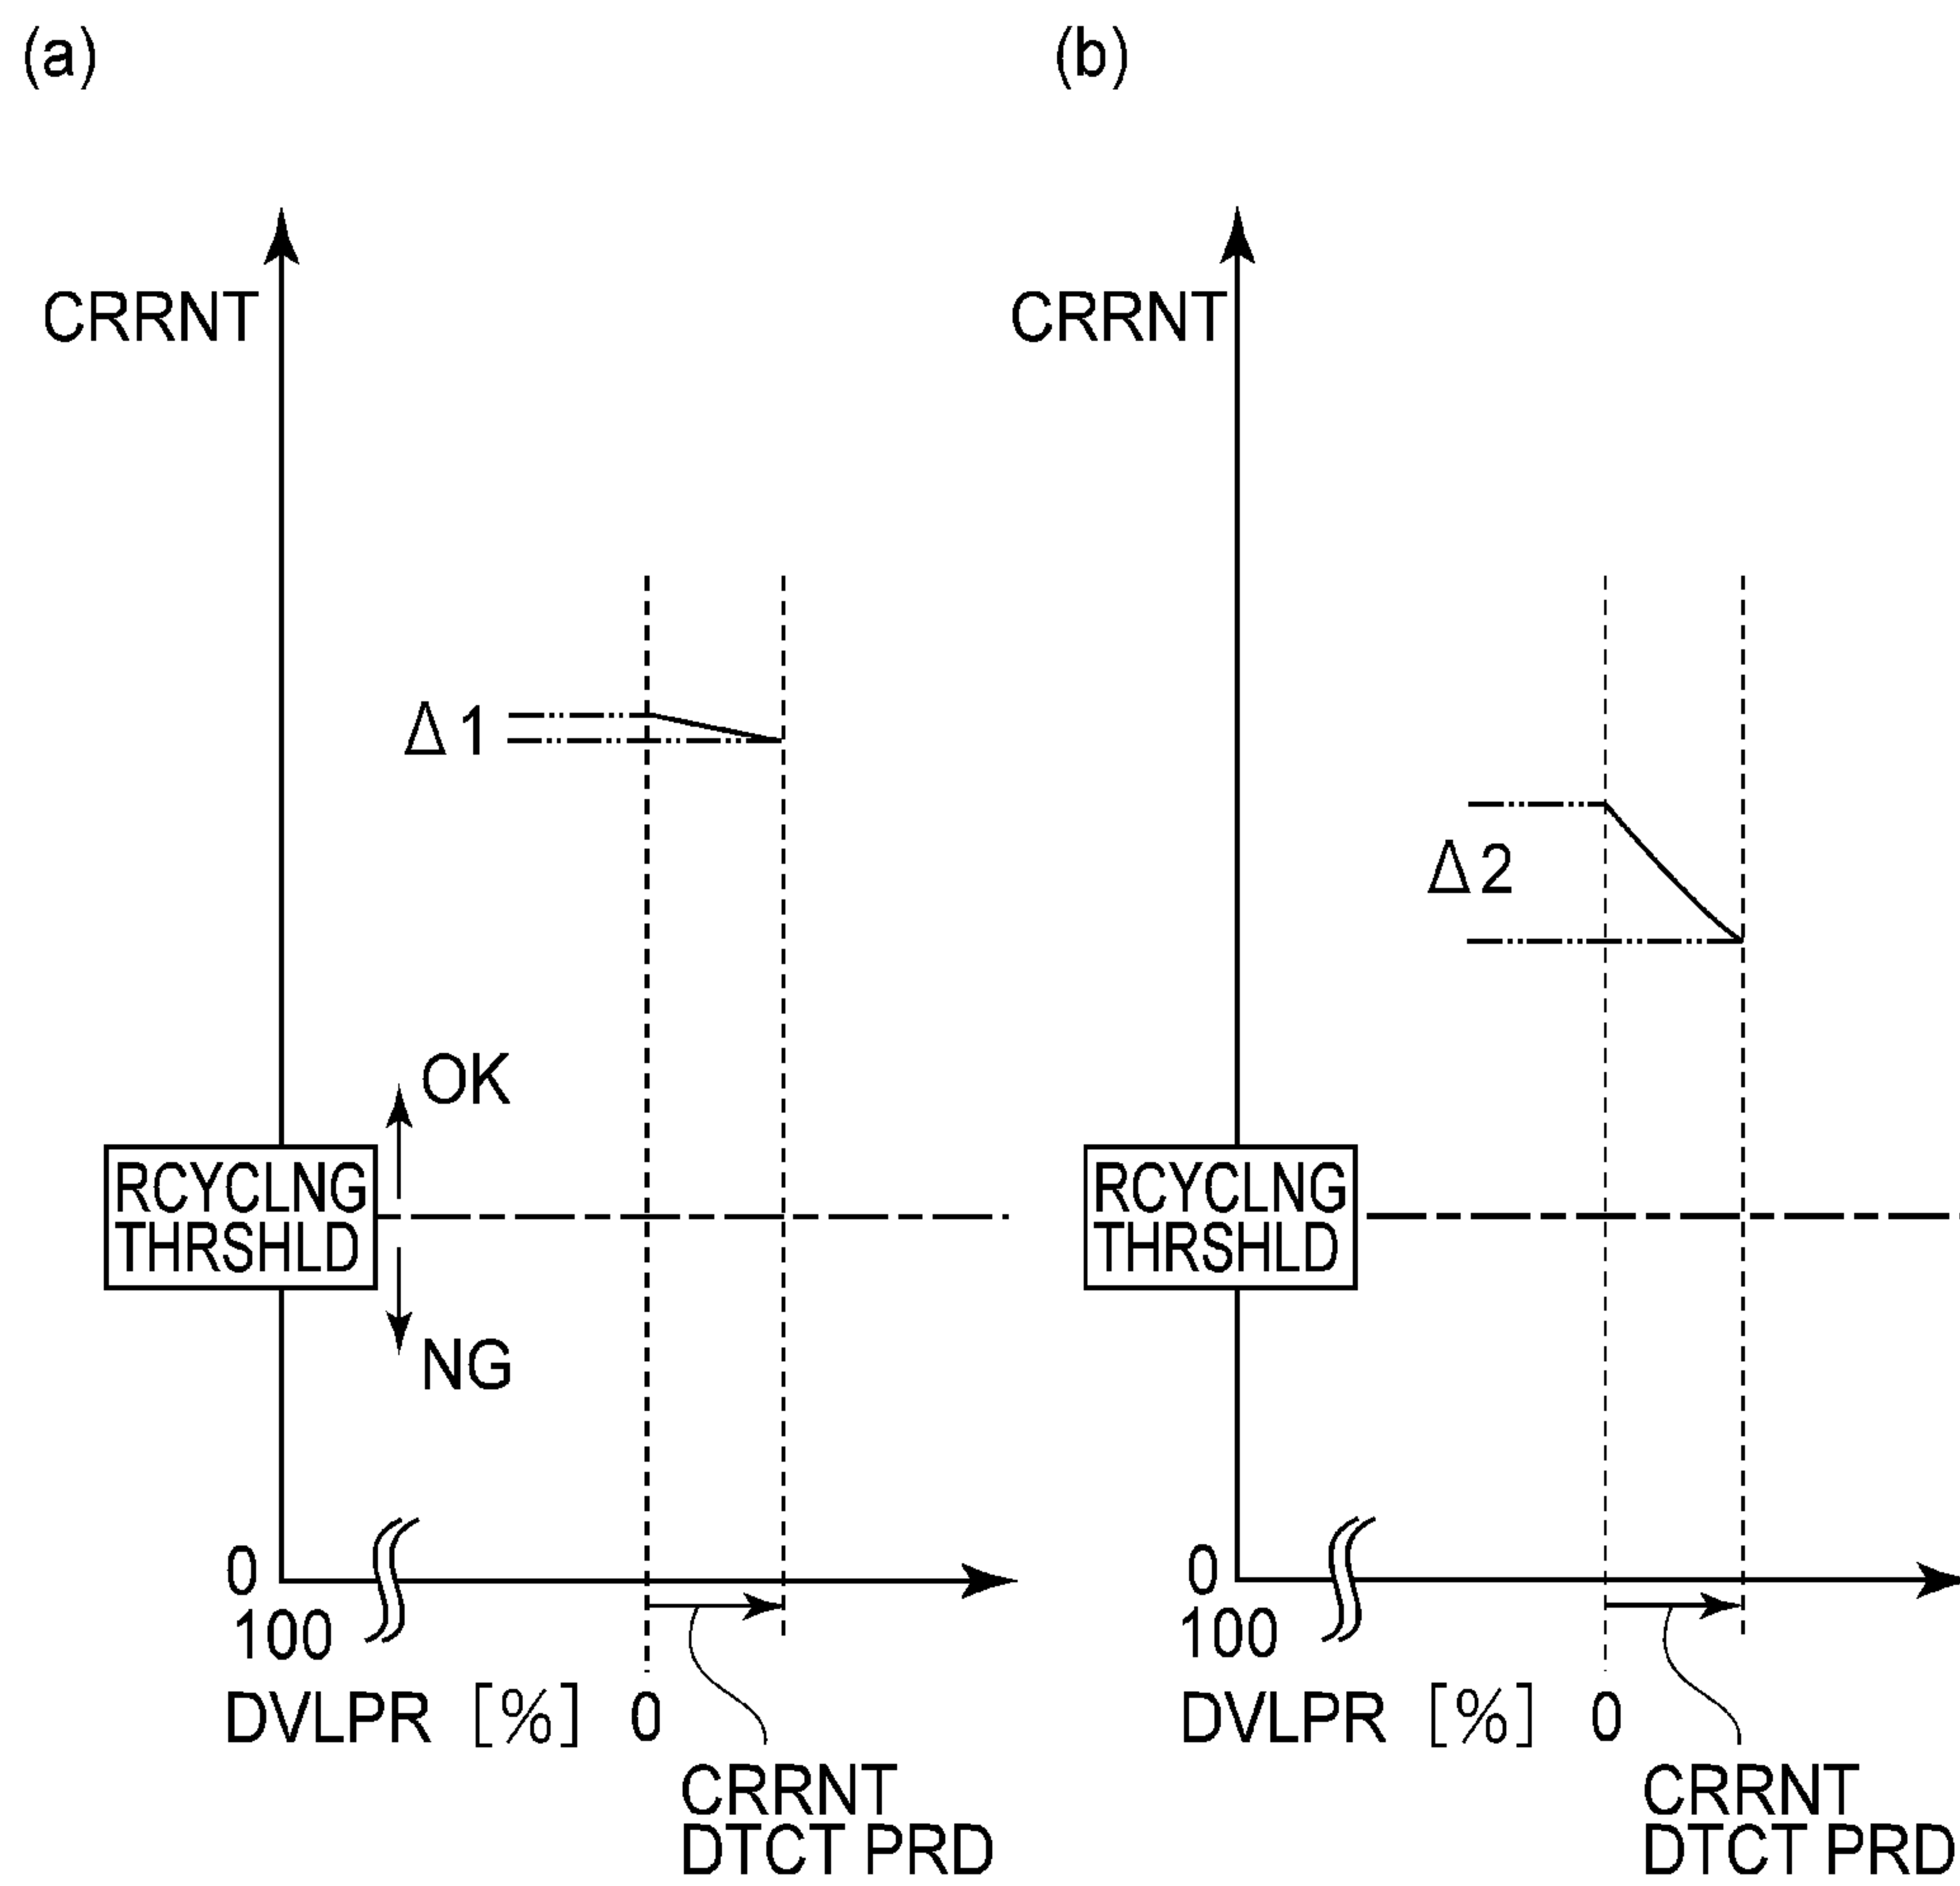 (a)
CRRNT
Δ1
OK
RCYCLNG
THRSHLD
NG
0
100
DVLPR [%] 0
CRRNT
DTCT PRD
(b)
CRRNT
Δ2
RCYCLNG
THRSHLD
0
100
DVLPR [%] 0
CRRNT
DTCT PRD